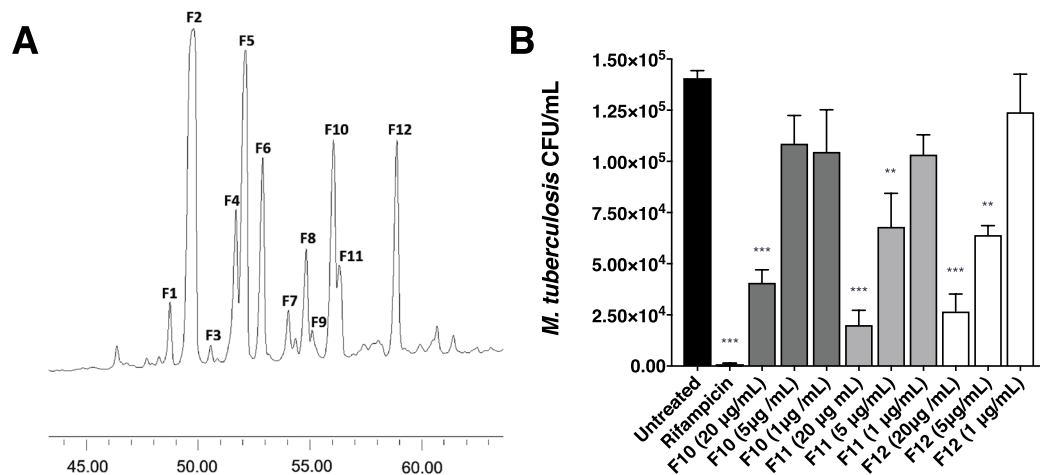 A
F1
F2
F3
F4
F5
F6
F7
F8
F9
F10
F11
F12
45.00
50.00
55.00
60.00
B
M. tuberculosis CFU/mL
1.50×10⁵
1.25×10⁵
1.00×10⁵
7.50×10⁴
5.00×10⁴
2.50×10⁴
0.00
***
***
***
**
***
**
Untreated
Rifampicin
F10 (20 µg/mL)
F10 (5µg /mL)
F10 (1µg /mL)
F11 (20 µg mL)
F11 (5 µg/mL)
F11 (1 µg/mL)
F12 (20µg /mL)
F12 (5µg/mL)
F12 (1 µg/mL)